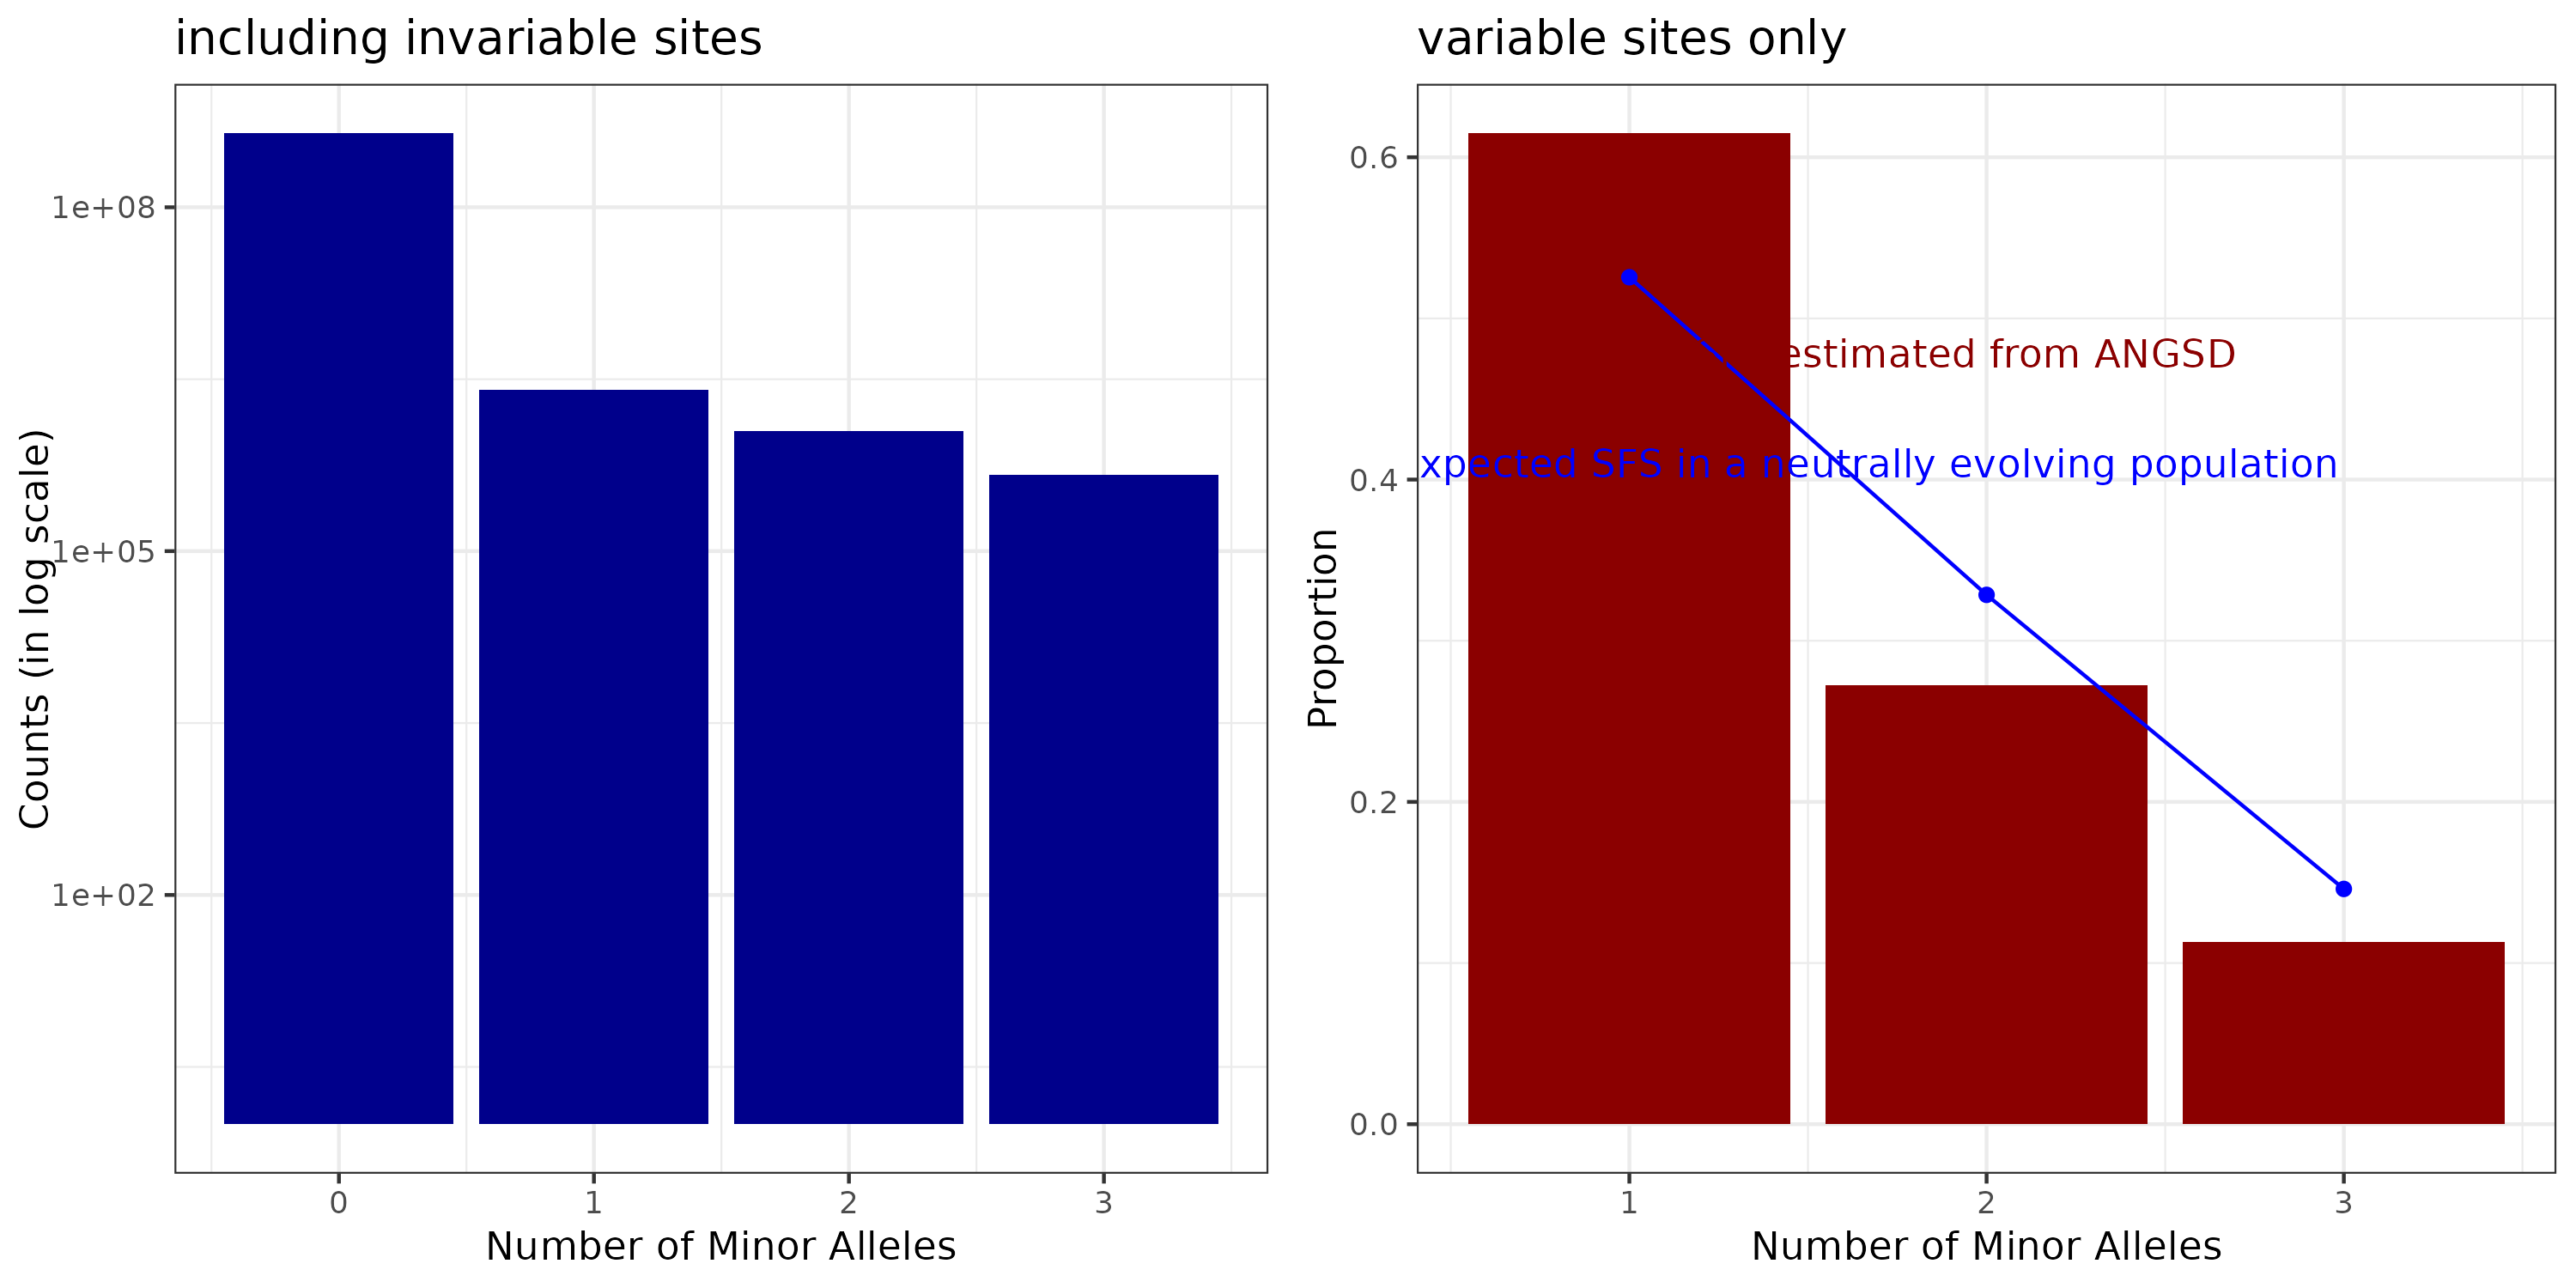 including invariable sites
Counts (in log scale)
1e+08
1e+05
1e+02
0 1 2 3
Number of Minor Alleles
variable sites only
Proportion
0.6
0.4
0.2
0.0
estimated from ANGSD
xpected SFS in a neutrally evolving population
1 2 3
Number of Minor Alleles